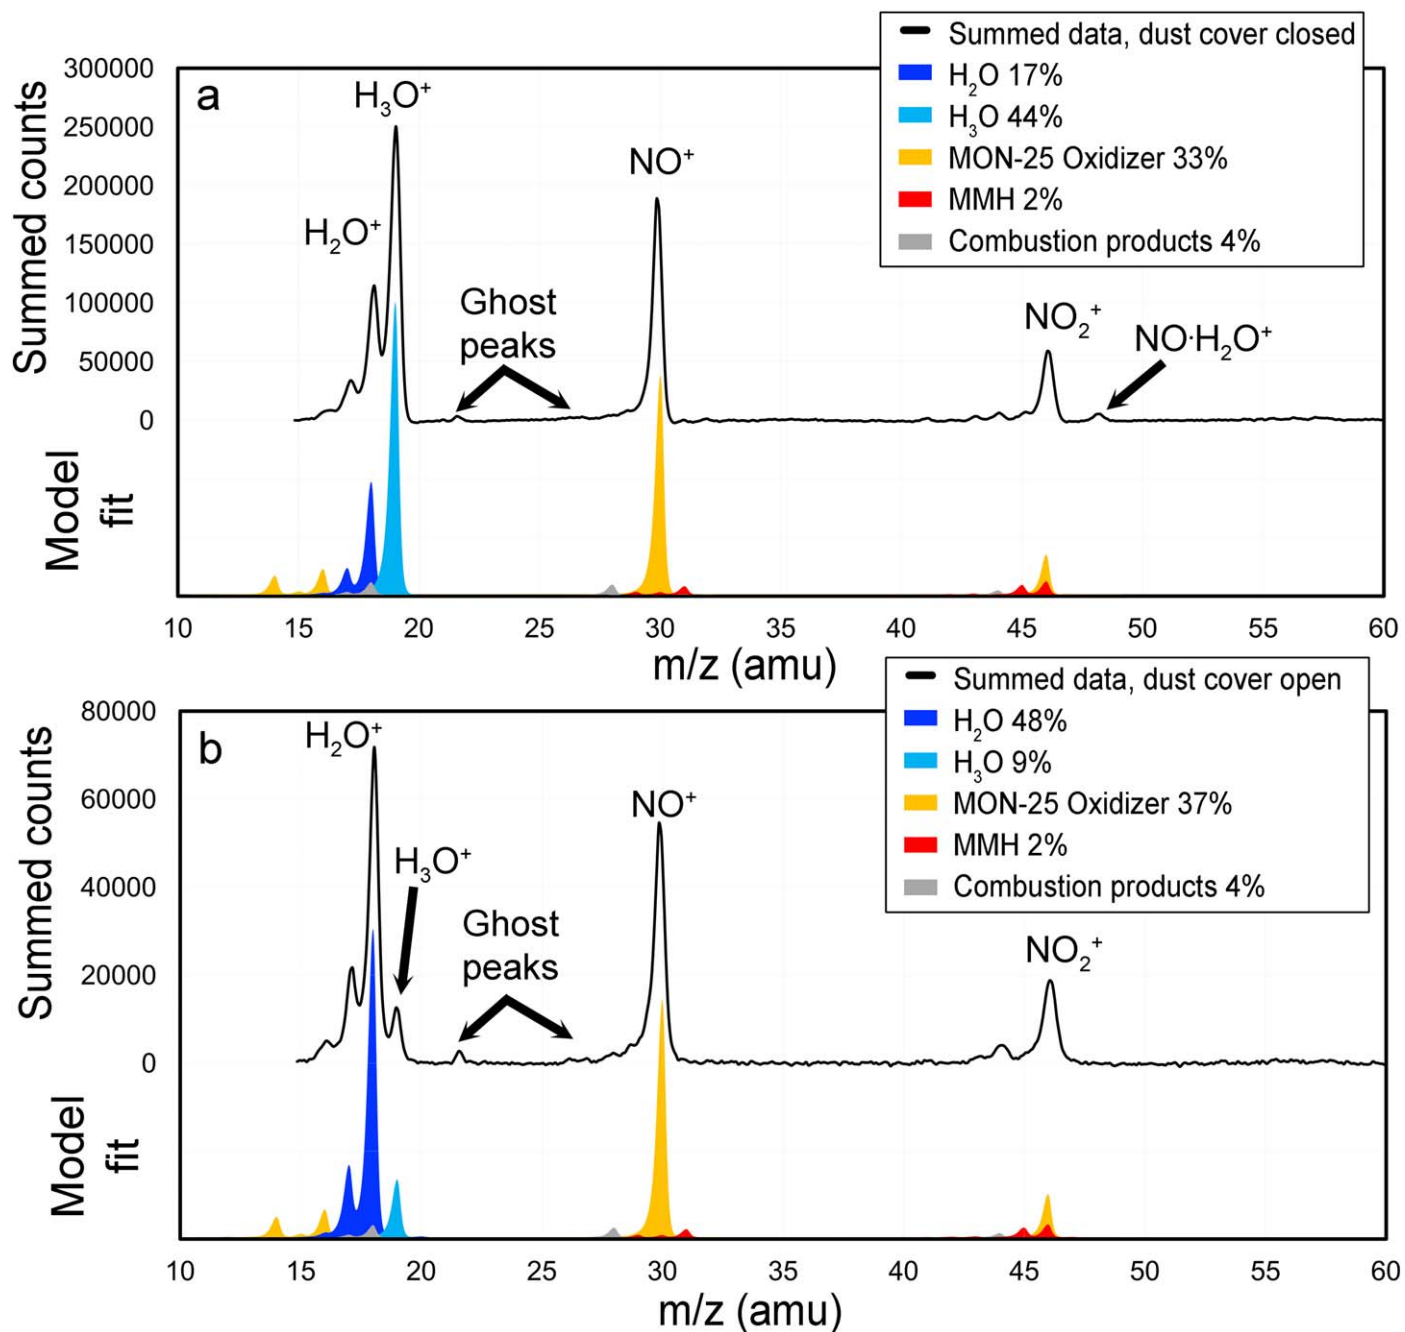 Summed data, dust cover closed
H₂O 17%
H₃O 44%
MON-25 Oxidizer 33%
MMH 2%
Combustion products 4%
a
Summed counts
300000
250000
200000
150000
100000
50000
0
H₃O⁺
H₂O⁺
Ghost
peaks
NO⁺
NO₂⁺
NO·H₂O⁺
Model
fit
10 15 20 25 30 35 40 45 50 55 60
m/z (amu)
Summed data, dust cover open
H₂O 48%
H₃O 9%
MON-25 Oxidizer 37%
MMH 2%
Combustion products 4%
b
Summed counts
80000
60000
40000
20000
0
H₂O⁺
H₃O⁺
Ghost
peaks
NO⁺
NO₂⁺
Model
fit
10 15 20 25 30 35 40 45 50 55 60
m/z (amu)